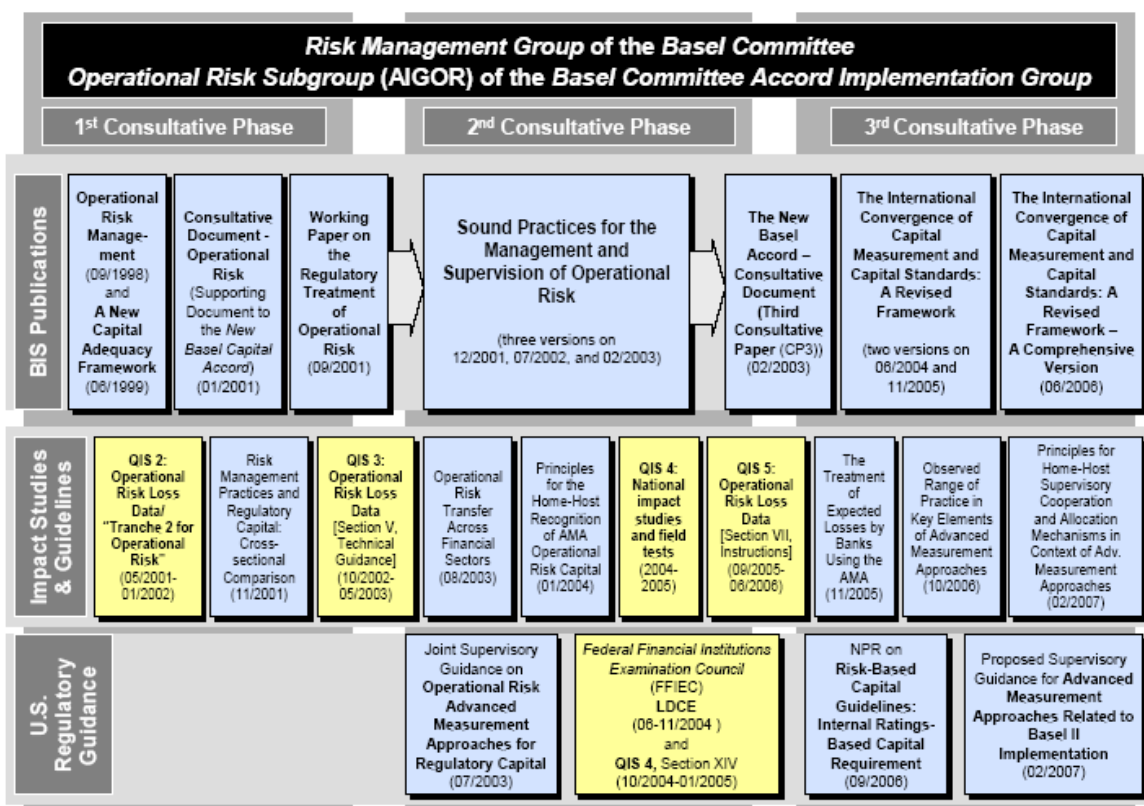 Risk Management Group of the Basel Committee
Operational Risk Subgroup (AIGOR) of the Basel Committee Accord Implementation Group
1st Consultative Phase
2nd Consultative Phase
3rd Consultative Phase
BIS Publications
Operational
Risk
Manage-
ment
(09/1998)
and
A New
Capital
Adequacy
Framework
(06/1999)
Consultative
Document -
Operational
Risk
(Supporting
Document to
the New
Basel Capital
Accord)
(01/2001)
Working
Paper on
the
Regulatory
Treatment
of
Operational
Risk
(09/2001)
Sound Practices for the
Management and
Supervision of Operational
Risk
(three versions on
12/2001, 07/2002, and 02/2003)
The New
Basel
Accord –
Consultative
Document
(Third
Consultative
Paper (CP3))
(02/2003)
The International
Convergence of
Capital
Measurement and
Capital Standards:
A Revised
Framework
(two versions on
06/2004 and
11/2005)
The International
Convergence of
Capital
Measurement and
Capital
Standards: A
Revised
Framework –
A Comprehensive
Version
(06/2006)
Impact Studies
& Guidelines
QIS 2:
Operational
Risk Loss
Data/
"Tranche 2 for
Operational
Risk"
(05/2001-
01/2002)
Risk
Management
Practices and
Regulatory
Capital:
Cross-
sectional
Comparison
(11/2001)
QIS 3:
Operational
Risk Loss
Data
[Section V,
Technical
Guidance]
(10/2002-
05/2003)
Operational
Risk
Transfer
Across
Financial
Sectors
(08/2003)
Principles
for the
Home-Host
Recognition
of AMA
Operational
Risk Capital
(01/2004)
QIS 4:
National
impact
studies
and field
tests
(2004-
2005)
QIS 5:
Operational
Risk Loss
Data
[Section VII,
Instructions]
(09/2005-
06/2006)
The
Treatment
of
Expected
Losses by
Banks
Using the
AMA
(11/2005)
Observed
Range of
Practice in
Key Elements
of Advanced
Measurement
Approaches
(10/2006)
Principles for
Home-Host
Supervisory
Cooperation
and Allocation
Mechanisms in
Context of Adv.
Measurement
Approaches
(02/2007)
U.S.
Regulatory
Guidance
Joint Supervisory
Guidance on
Operational Risk
Advanced
Measurement
Approaches for
Regulatory Capital
(07/2003)
Federal Financial Institutions
Examination Council
(FFIEC)
LDCE
(06-11/2004 )
and
QIS 4, Section XIV
(10/2004-01/2005)
NPR on
Risk-Based
Capital
Guidelines:
Internal Ratings-
Based Capital
Requirement
(09/2006)
Proposed Supervisory
Guidance for Advanced
Measurement
Approaches Related to
Basel II
Implementation
(02/2007)